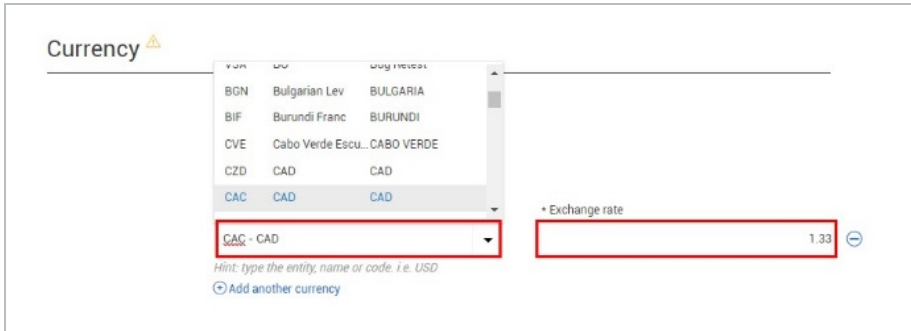 Currency
BGN Bulgarian Lev BULGARIA
BIF Burundi Franc BURUNDI
CVE Cabo Verde Escu... CABO VERDE
CZD CAD CAD
CAC CAD CAD
* Exchange rate
CAC - CAD
1.33
Hint: type the entity, name or code. i.e. USD
Add another currency